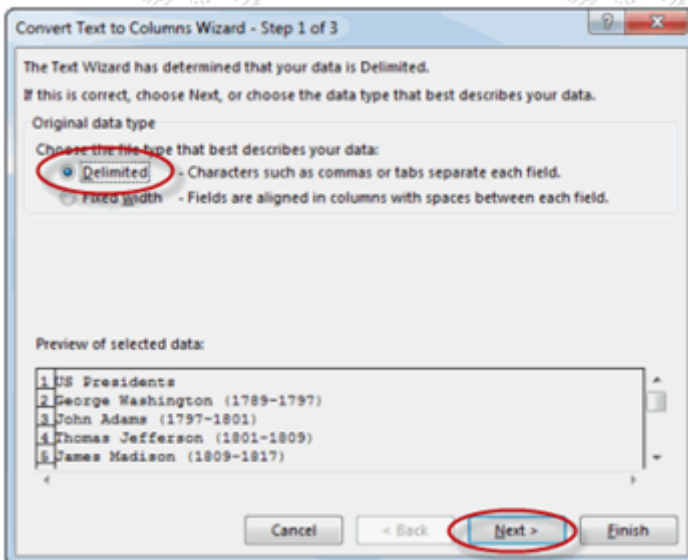 Convert Text to Columns Wizard - Step 1 of 3
The Text Wizard has determined that your data is Delimited.
If this is correct, choose Next, or choose the data type that best describes your data.
Original data type
Choose the file type that best describes your data:
Delimited - Characters such as commas or tabs separate each field.
Fixed width - Fields are aligned in columns with spaces between each field.
Preview of selected data:
1 US Presidents
2 George Washington (1789-1797)
3 John Adams (1797-1801)
4 Thomas Jefferson (1801-1809)
5 James Madison (1809-1817)
Cancel < Back Next > Finish